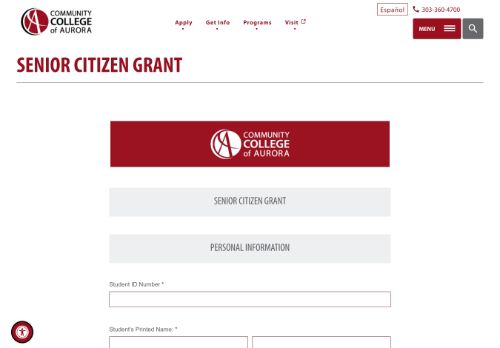 COMMUNITY
COLLEGE
of AURORA
Apply
Get Info
Programs
Visit
Español
303-360-4700
MENU
SENIOR CITIZEN GRANT
COMMUNITY
COLLEGE
of AURORA
SENIOR CITIZEN GRANT
PERSONAL INFORMATION
Student ID Number *
Student's Printed Name: *